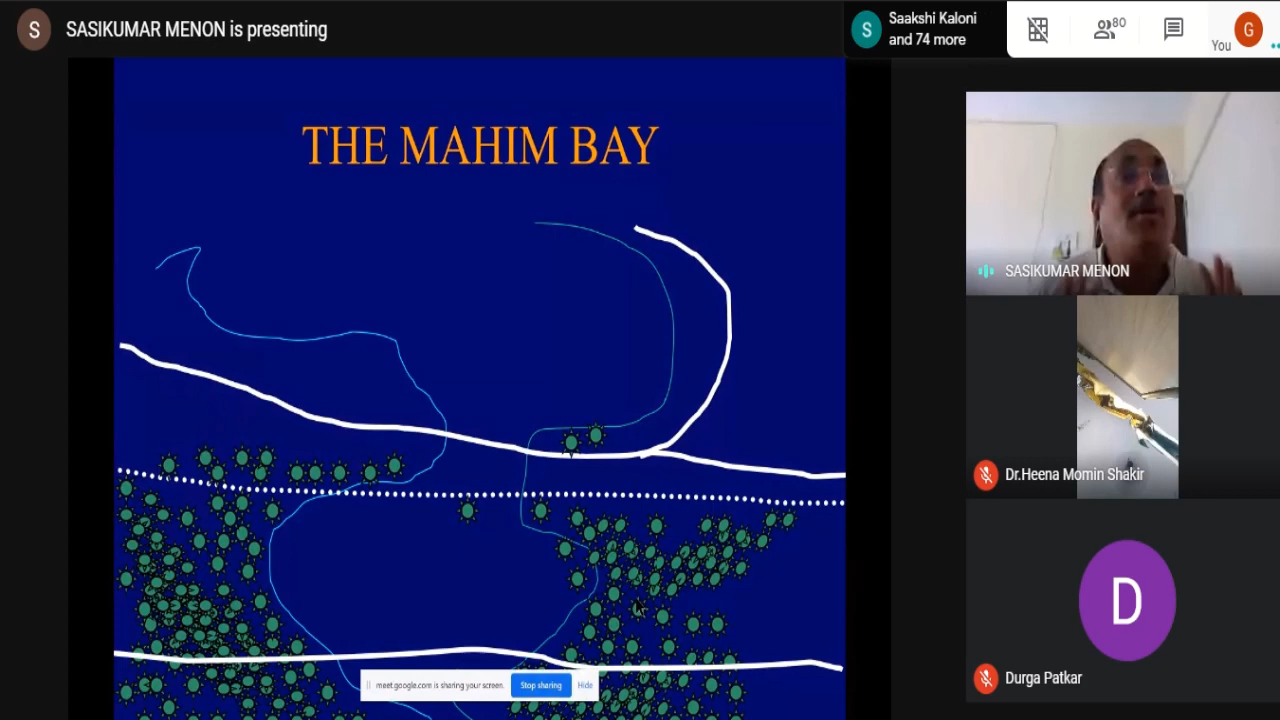 S
SASIKUMAR MENON is presenting
S
Saakshi Kaloni
and 74 more
80
You
G
THE MAHIM BAY
SASIKUMAR MENON
Dr.Heena Momin Shakir
D
Durga Patkar
meet.google.com is sharing your screen.
Stop sharing
Hide